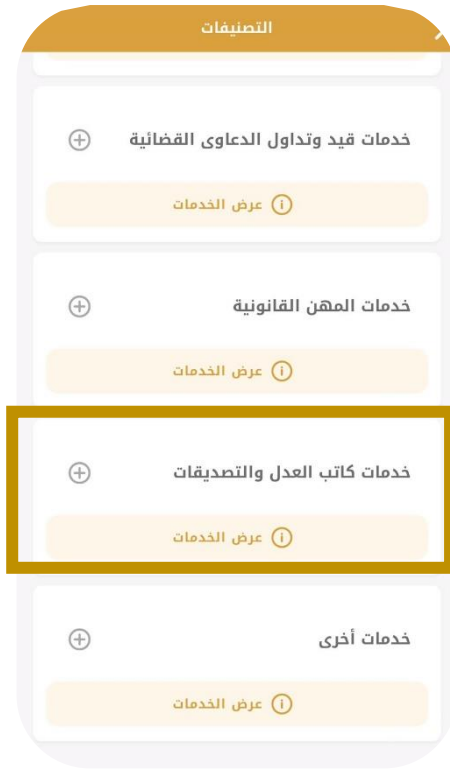 التصنيفات
خدمات قيد وتداول الدعاوى القضائية
عرض الخدمات
خدمات المهن القانونية
عرض الخدمات
خدمات كاتب العدل والتصديقات
عرض الخدمات
خدمات أخرى
عرض الخدمات